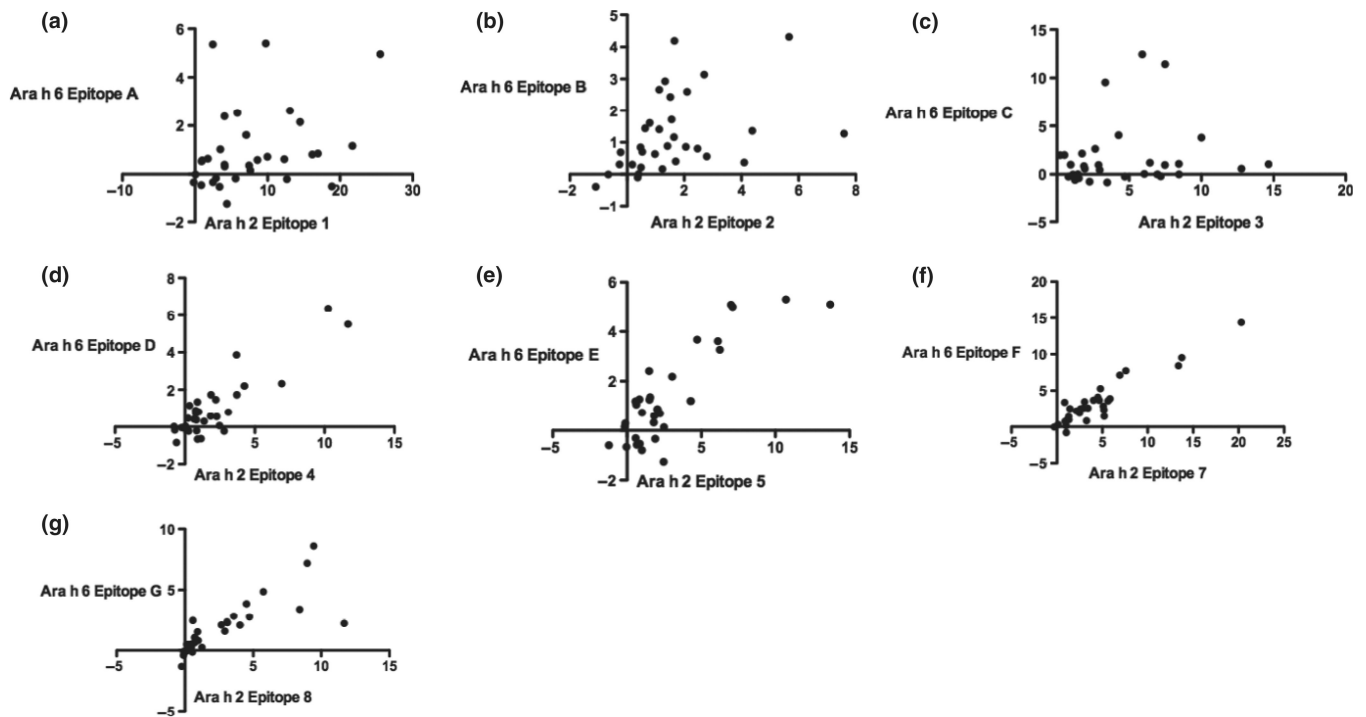 (a)
6
4
Ara h 6 Epitope A
2
–10
10
20
30
–2
Ara h 2 Epitope 1
(b)
5
4
3
Ara h 6 Epitope B
2
1
–2
2
4
6
8
–1
Ara h 2 Epitope 2
(c)
15
10
Ara h 6 Epitope C
5
0
5
10
15
20
–5
Ara h 2 Epitope 3
(d)
8
6
Ara h 6 Epitope D
4
2
–5
5
10
15
–2
Ara h 2 Epitope 4
(e)
6
4
Ara h 6 Epitope E
2
–5
5
10
15
–2
Ara h 2 Epitope 5
(f)
20
15
10
Ara h 6 Epitope F
5
–5
5
10
15
20
25
–5
Ara h 2 Epitope 7
(g)
10
Ara h 6 Epitope G 5
–5
5
10
15
Ara h 2 Epitope 8
–5